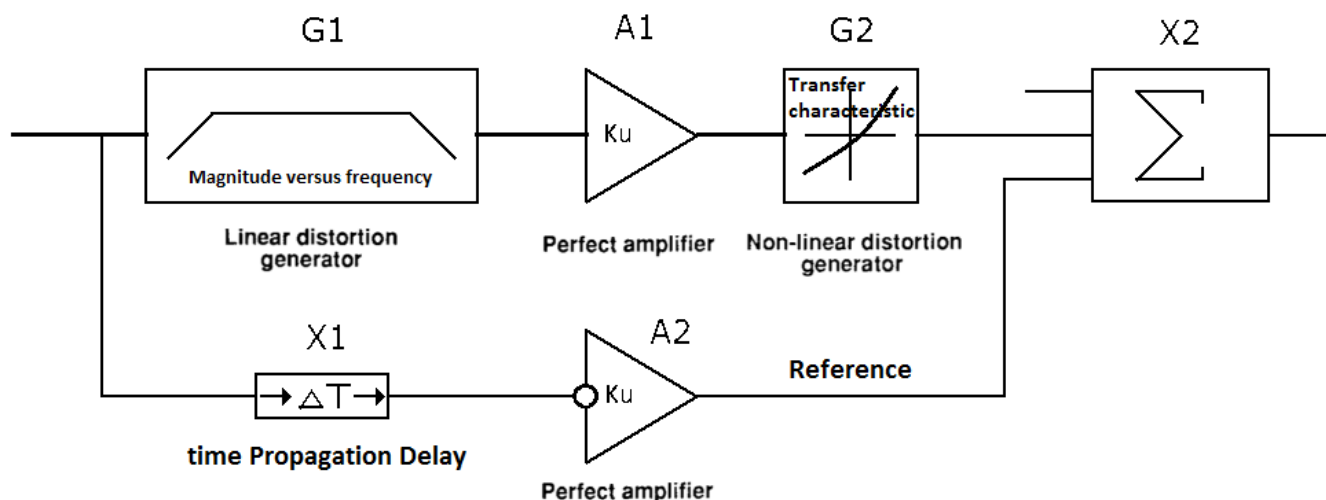 G1
A1
G2
X2
Transfer
characteristic
Ku
Σ
Magnitude versus frequency
Linear distortion
generator
Perfect amplifier
Non-linear distortion
generator
X1
A2
ΔT
Ku
Reference
time Propagation Delay
Perfect amplifier